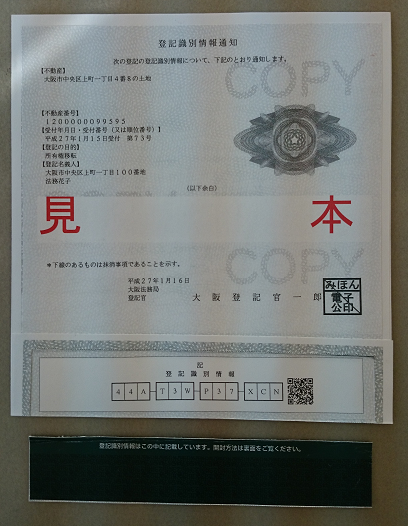 登記識別情報通知
次の登記の登記識別情報について、下記のとおり通知します。
COPY
【不動産】
大阪市中央区上町一丁目4番8の土地
【不動産番号】
1200000099595
【受付年月日・受付番号（又は順位番号）】
平成27年1月15日受付 第73号
【登記の目的】
所有権移転
【登記名義人】
大阪市中央区上町一丁目100番地
法務花子
（以下余白）
見本
COPY
＊下線のあるものは抹消事項であることを示す。
平成27年1月16日
大阪法務局
登記官 大阪登記官一郎
みほん
電子
公印
記
登記識別情報
44A-T3W-P37-XCN
登記識別情報はこの中に記載しています。開封方法は裏面をご覧ください。